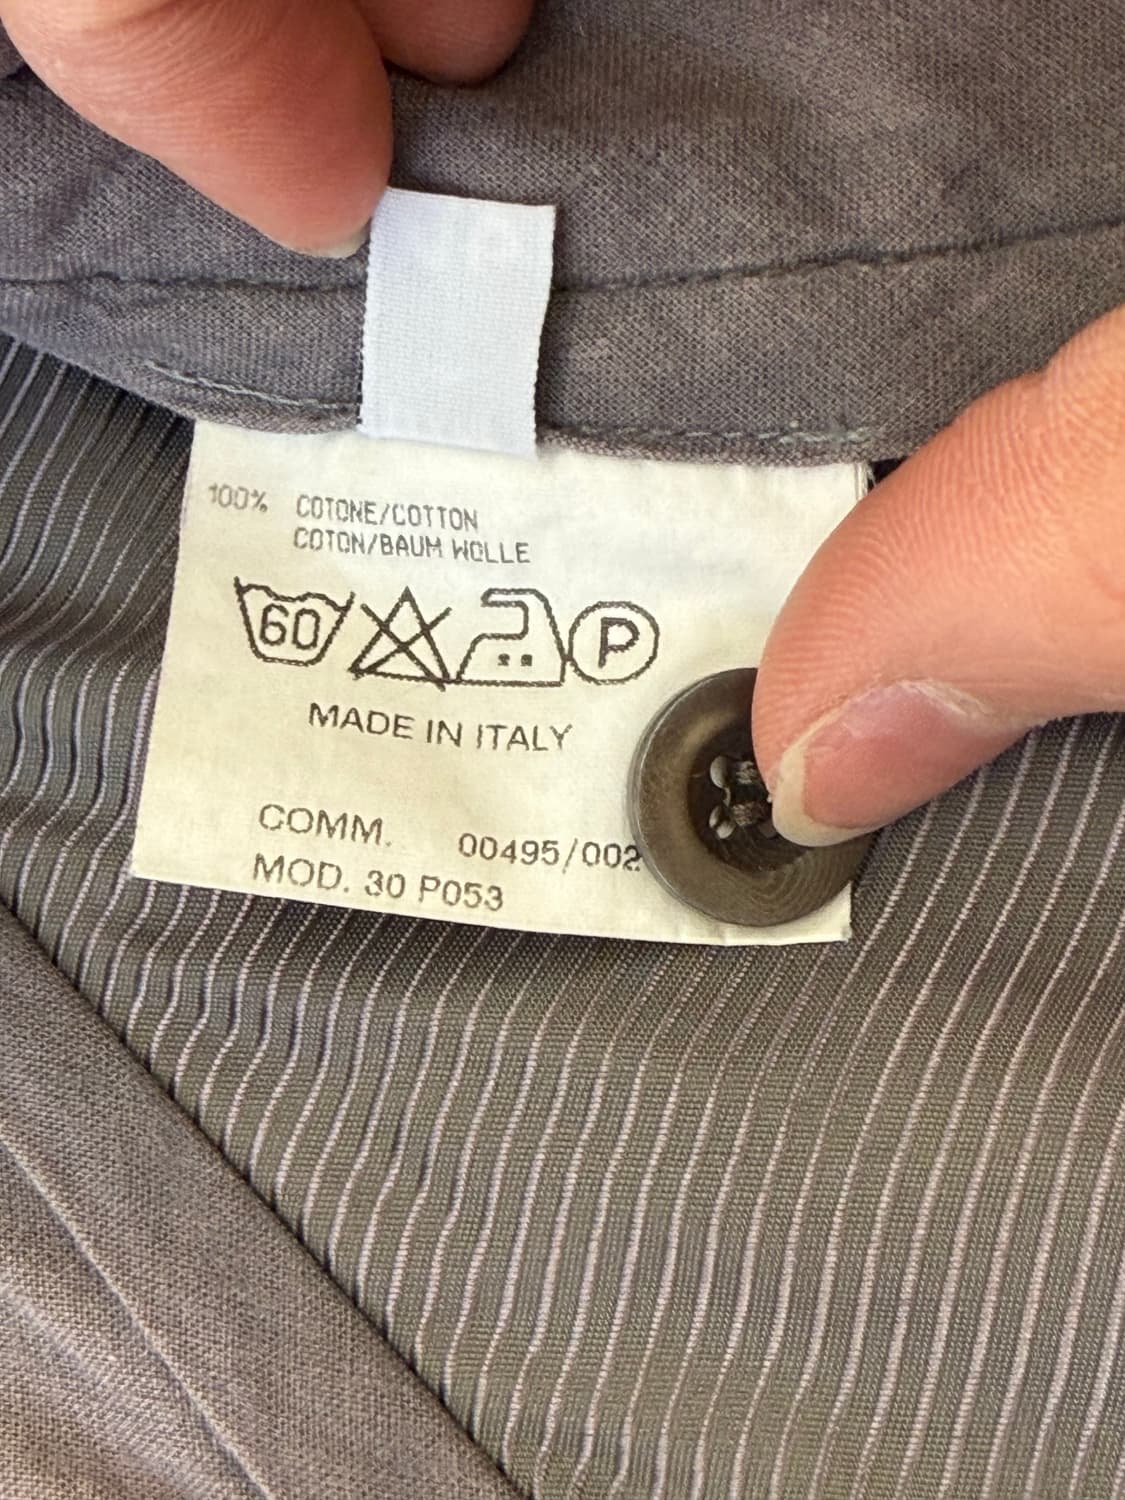 100% COTONE/COTTON
COTON/BAUM WOLLE
60 P
MADE IN ITALY
COMM. 00495/002
MOD. 30 P053